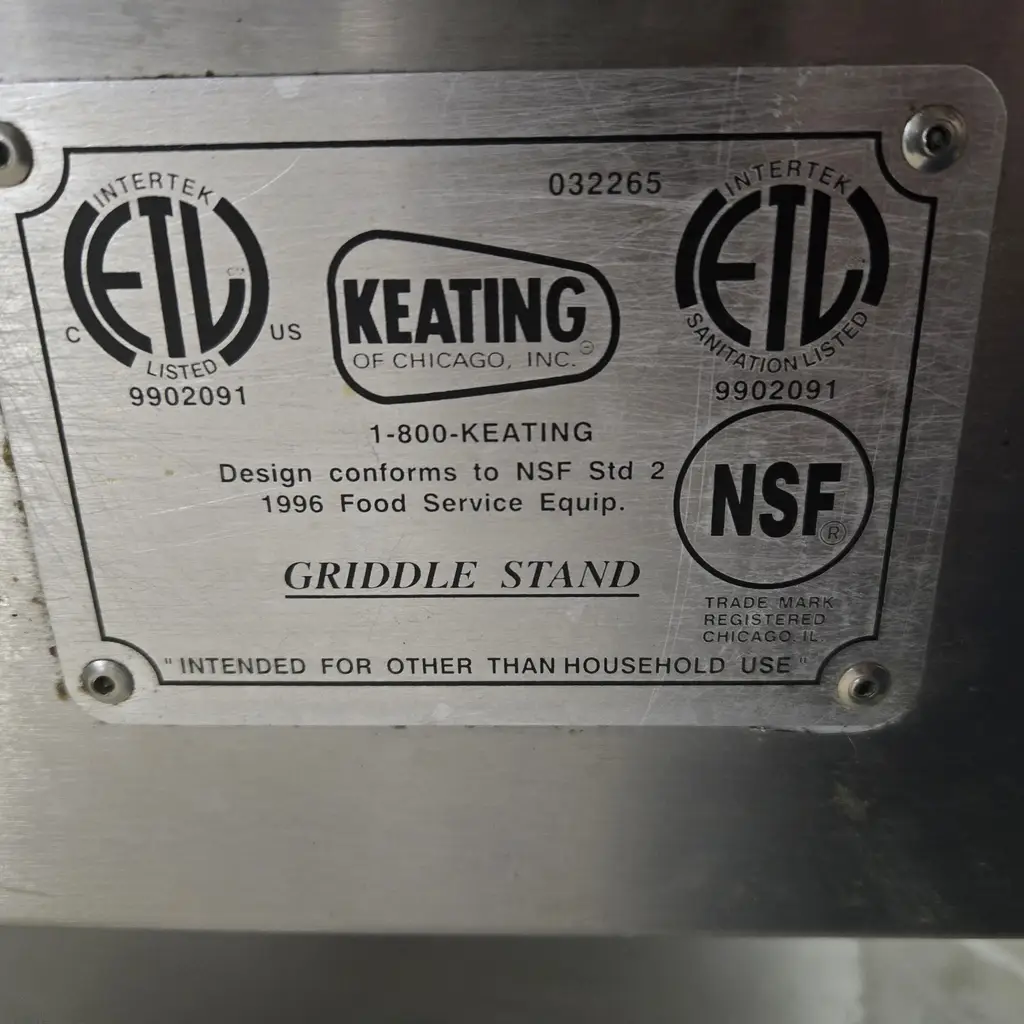 INTERTEK
ETL
C US
LISTED
9902091
032265
KEATING
OF CHICAGO, INC.
1-800-KEATING
Design conforms to NSF Std 2
1996 Food Service Equip.
GRIDDLE STAND
INTERTEK
ETL
SANITATION LISTED
9902091
NSF®
TRADE MARK
REGISTERED
CHICAGO. IL.
"INTENDED FOR OTHER THAN HOUSEHOLD USE"